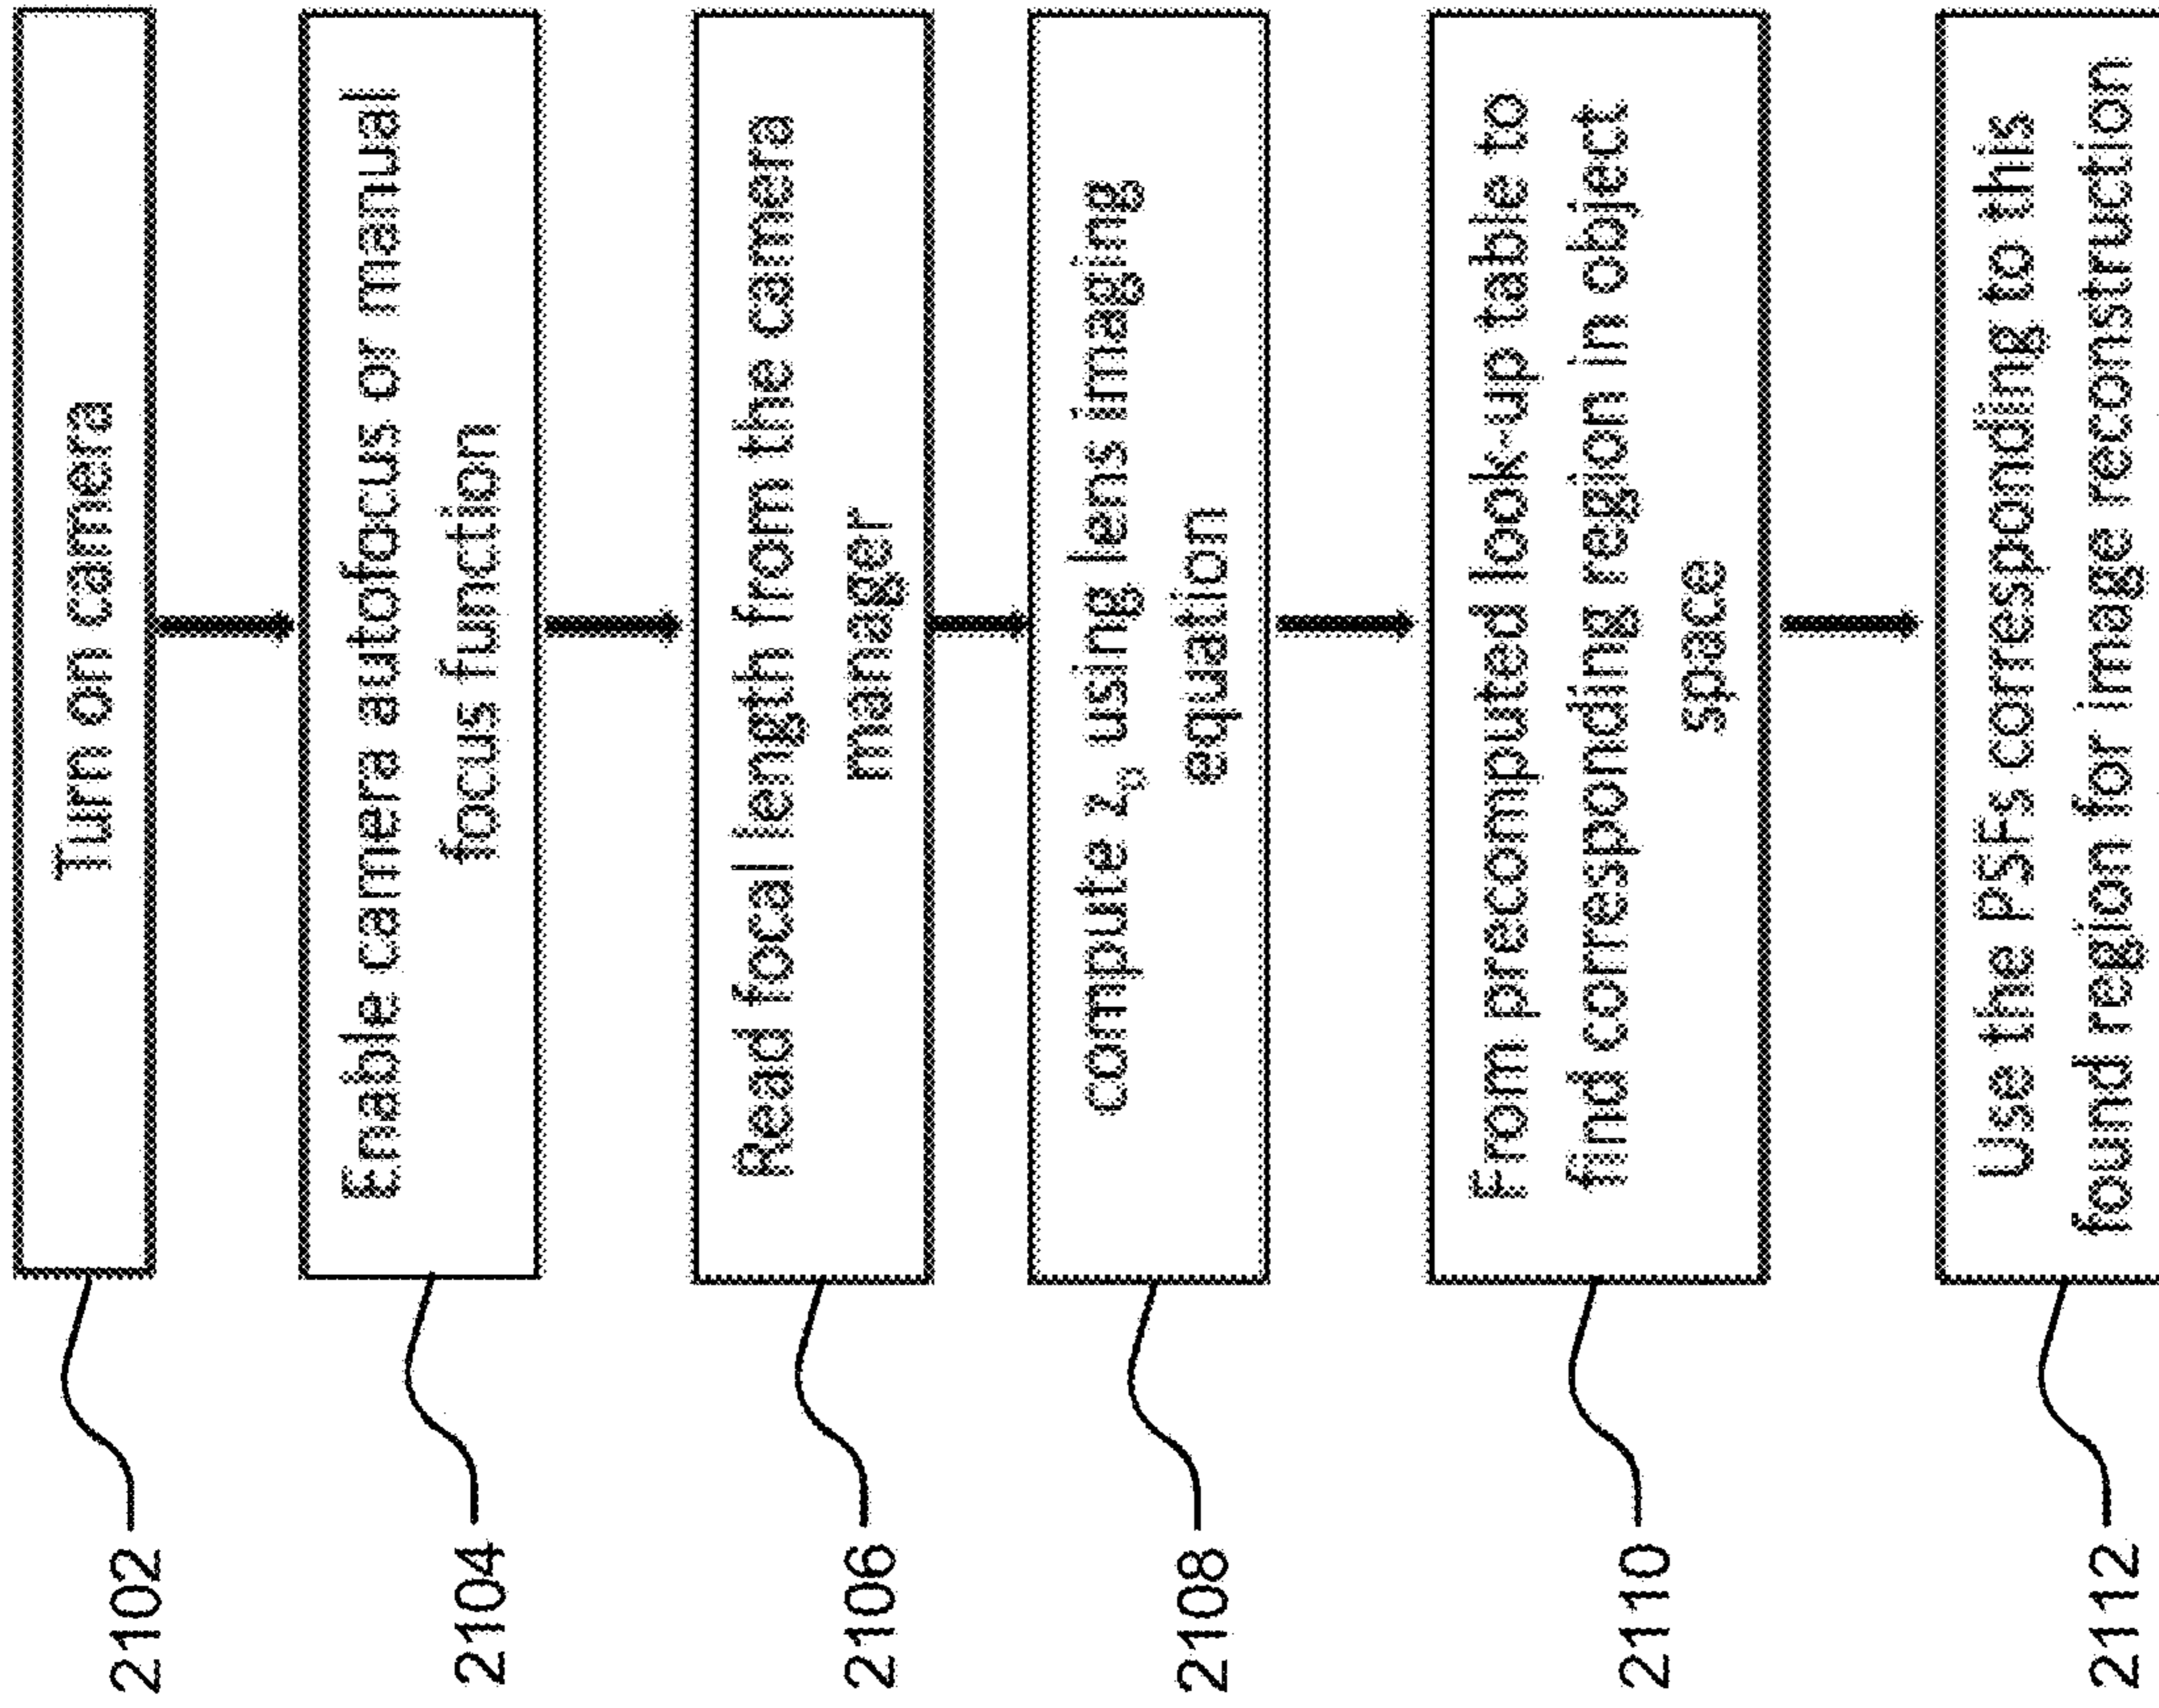 2102
Turn on camera
2104
Enable camera autofocus or manual
focus function
2106
Read focal length from the camera
manager
2108
compute z₀ using lens imaging
equation
2110
From precomputed look-up table to
find corresponding region in object
space
2112
Use the PSFs corresponding to this
found region for image reconstruction